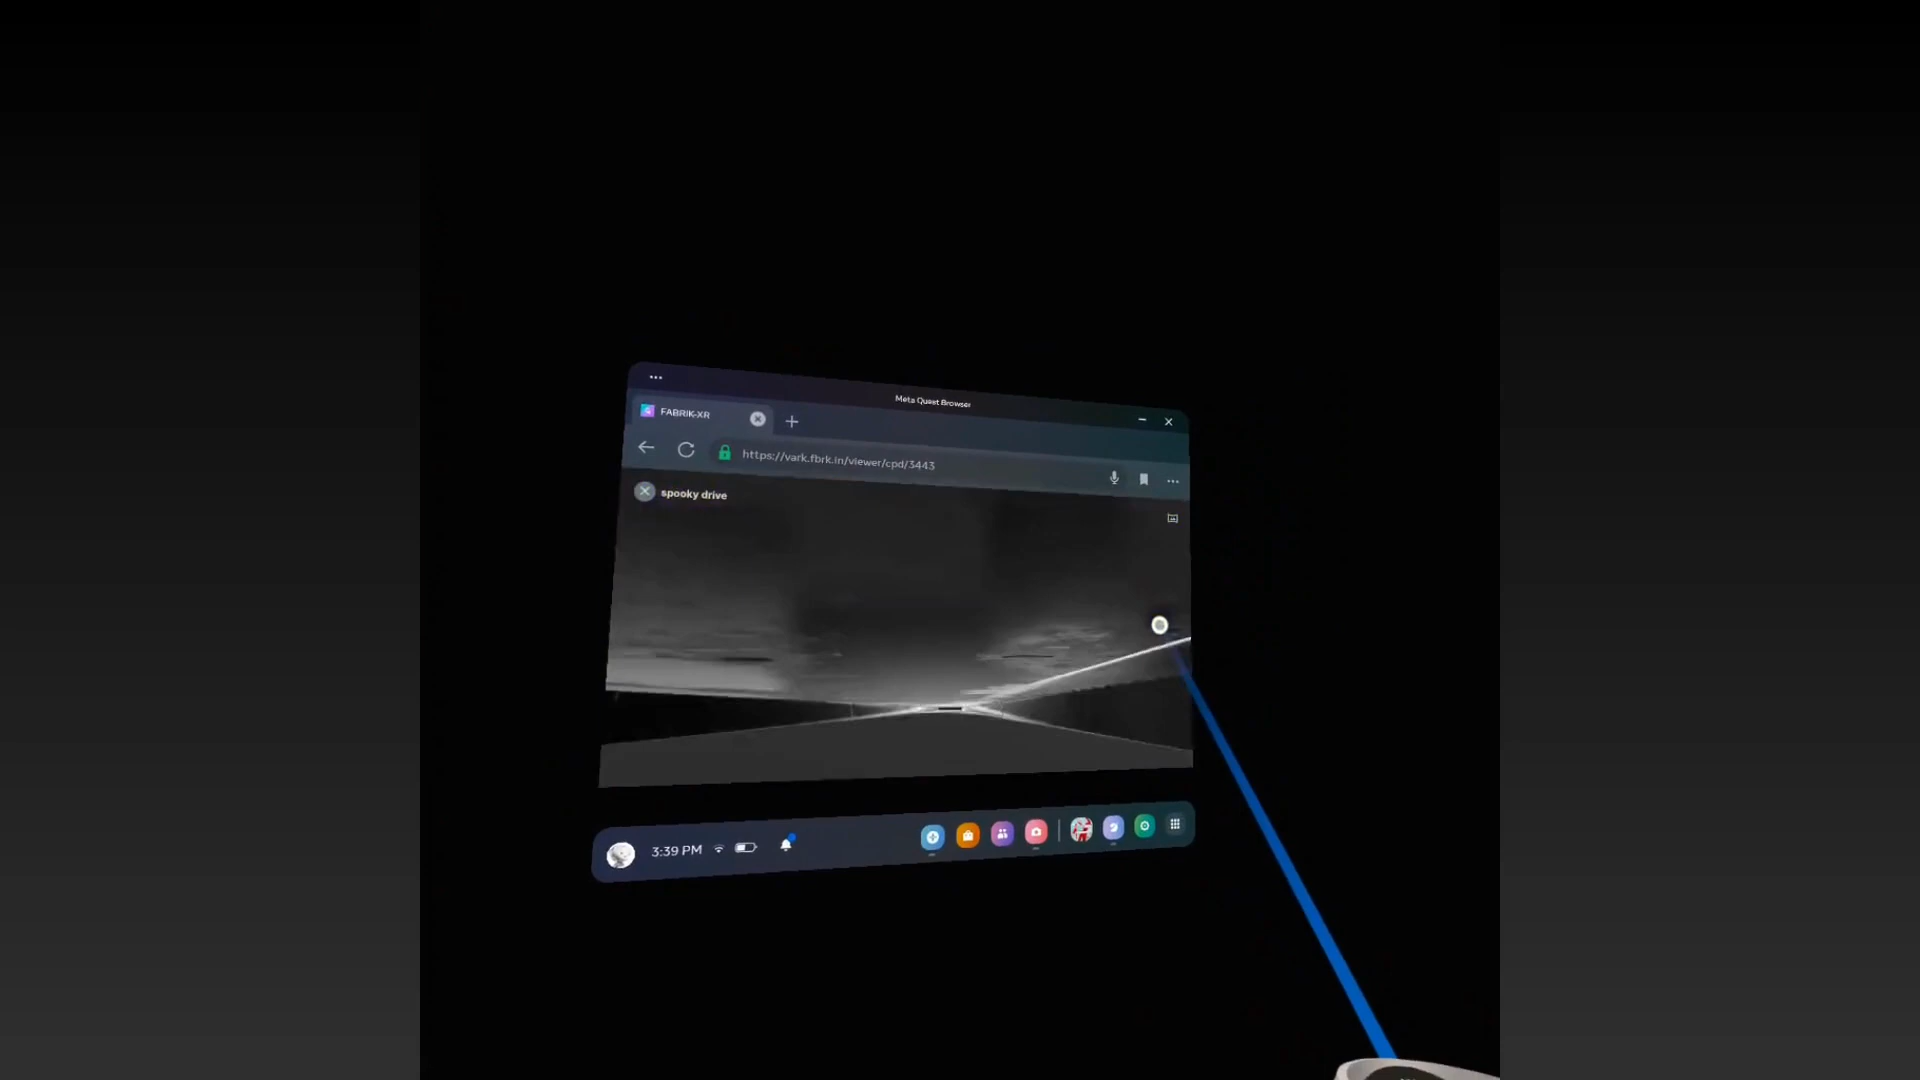 Meta Quest Browser
FABRIK-XR
https://vark.fbrk.in/viewer/cpd/3443
spooky drive
3:39 PM